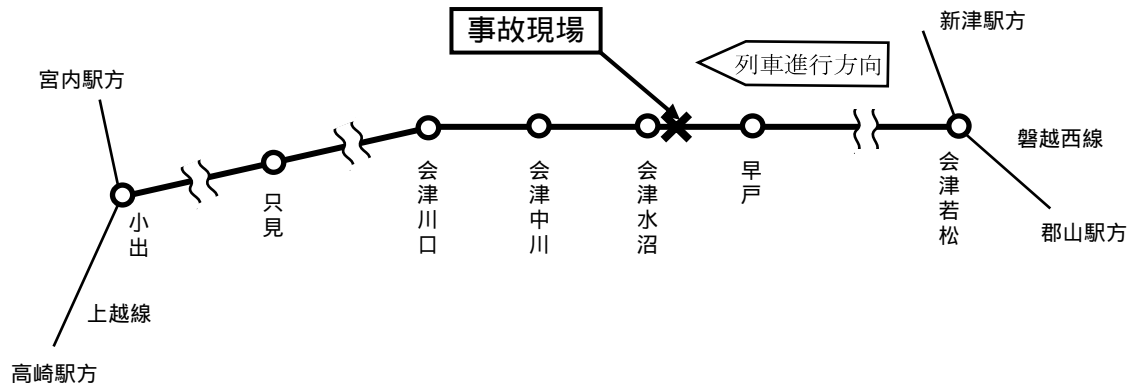 事故現場
新津駅方
列車進行方向
宮内駅方
磐越西線
会津若松
早戸
会津水沼
会津中川
会津川口
只見
小出
郡山駅方
上越線
高崎駅方